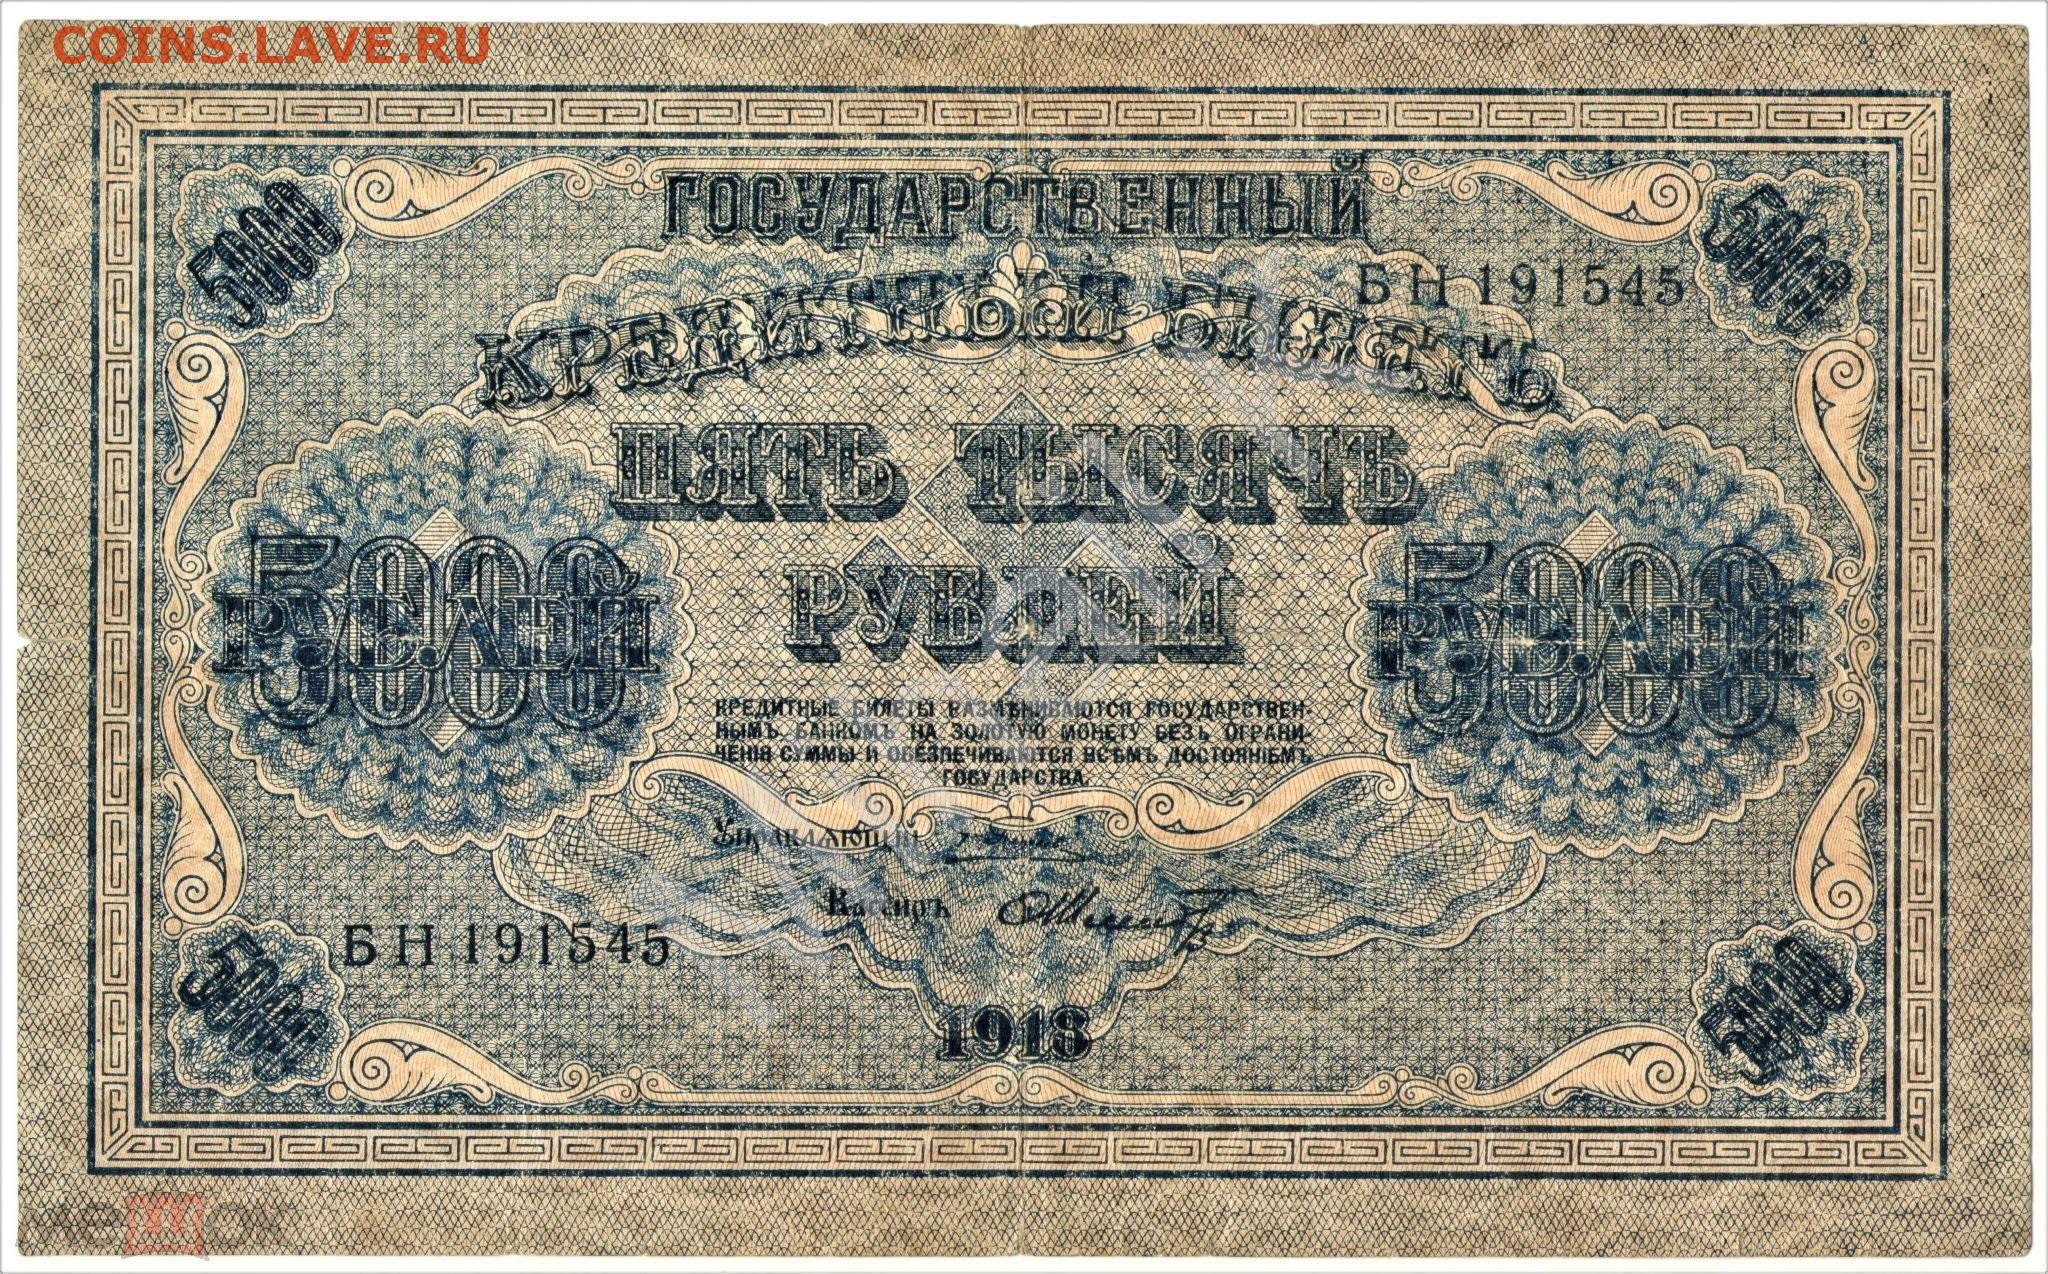 COINS.LAVE.RU
ГОСУДАРСТВЕННЫЙ
5000
5000
БН 191545
КРЕДИТНЫЙ БИЛЕТЪ
ПЯТЬ ТЫСЯЧЪ
РУБЛЕЙ
5000
РУБЛЕЙ
5000
РУБЛЕЙ
КРЕДИТНЫЕ БИЛЕТЫ РАЗМѢНИВАЮТСЯ ГОСУДАРСТВЕН-
НЫМЪ БАНКОМЪ НА ЗОЛОТУЮ МОНЕТУ БЕЗЪ ОГРАНИ-
ЧЕНІЯ СУММЫ И ОБЕЗПЕЧИВАЮТСЯ ВСѢМЪ ДОСТОЯНІЕМЪ
ГОСУДАРСТВА.
Управляющій
Кассиръ
БН 191545
5000
5000
1918
мешок